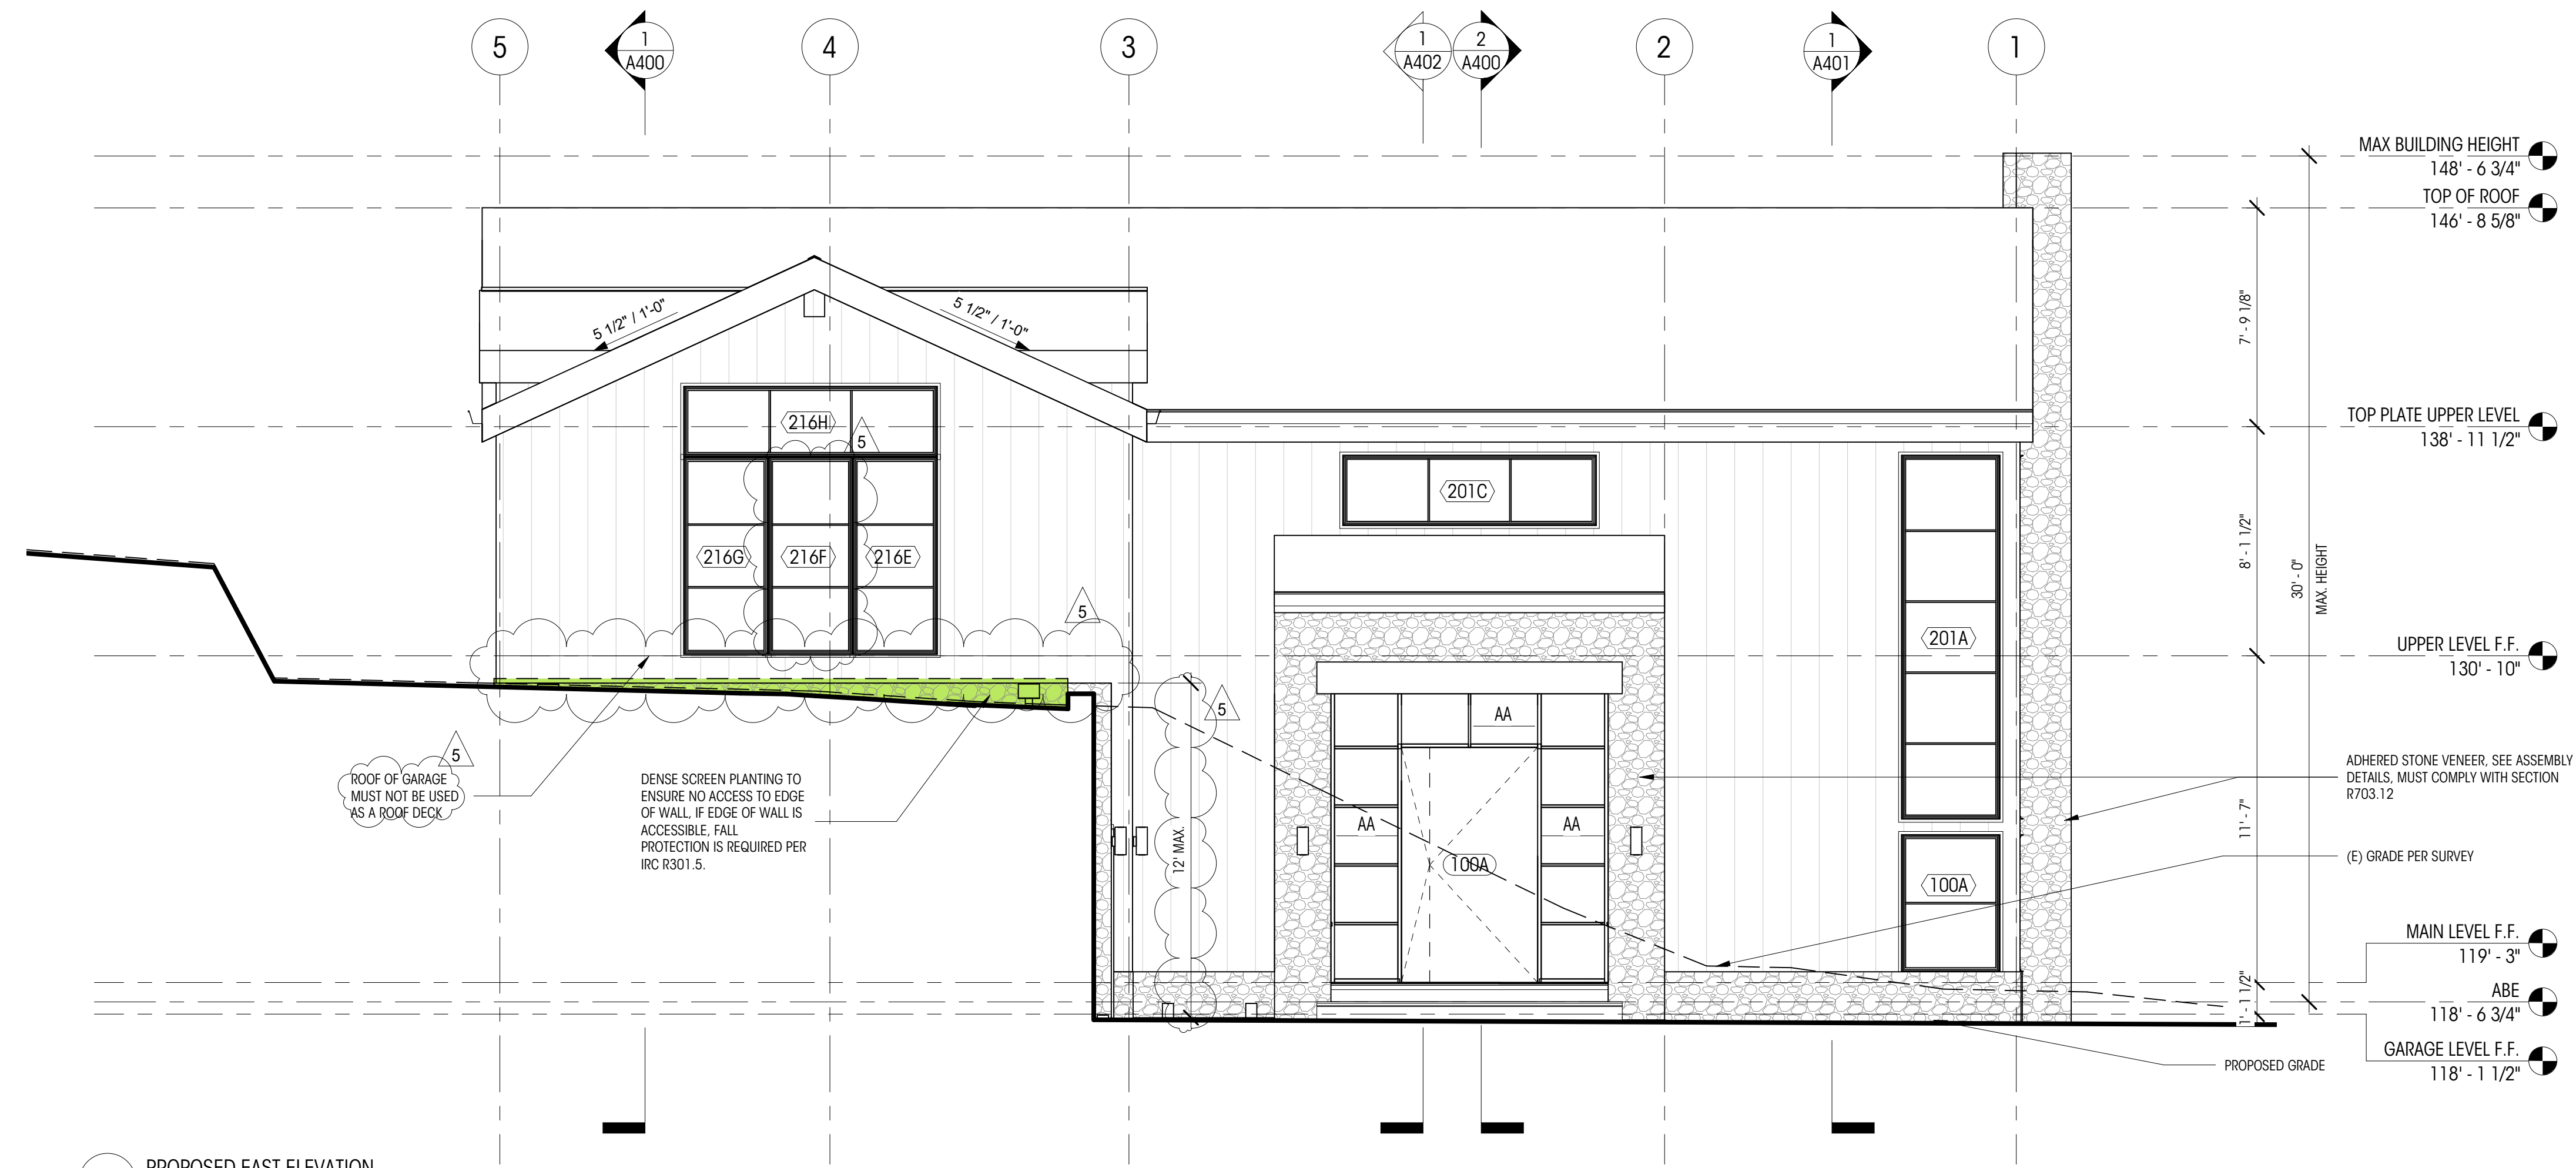 5
1
A400
4
3
1
A402
2
A400
2
1
A401
1
MAX BUILDING HEIGHT
148' - 6 3/4"
TOP OF ROOF
146' - 8 5/8"
5 1/2" / 1'-0"
5 1/2" / 1'-0"
7' - 9 1/8"
216H
5
TOP PLATE UPPER LEVEL
138' - 11 1/2"
201C
216G
216F
216E
8' - 1 1/2"
30' - 0"
MAX. HEIGHT
5
201A
UPPER LEVEL F.F.
130' - 10"
5
AA
5
ROOF OF GARAGE
MUST NOT BE USED
AS A ROOF DECK
DENSE SCREEN PLANTING TO
ENSURE NO ACCESS TO EDGE
OF WALL, IF EDGE OF WALL IS
ACCESSIBLE, FALL
PROTECTION IS REQUIRED PER
IRC R301.5.
12' MAX.
AA
AA
100A
11' - 7"
ADHERED STONE VENEER, SEE ASSEMBLY
DETAILS, MUST COMPLY WITH SECTION
R703.12
(E) GRADE PER SURVEY
100A
MAIN LEVEL F.F.
119' - 3"
1' - 1 1/2"
ABE
118' - 6 3/4"
GARAGE LEVEL F.F.
118' - 1 1/2"
PROPOSED GRADE
PROPOSED EAST ELEVATION